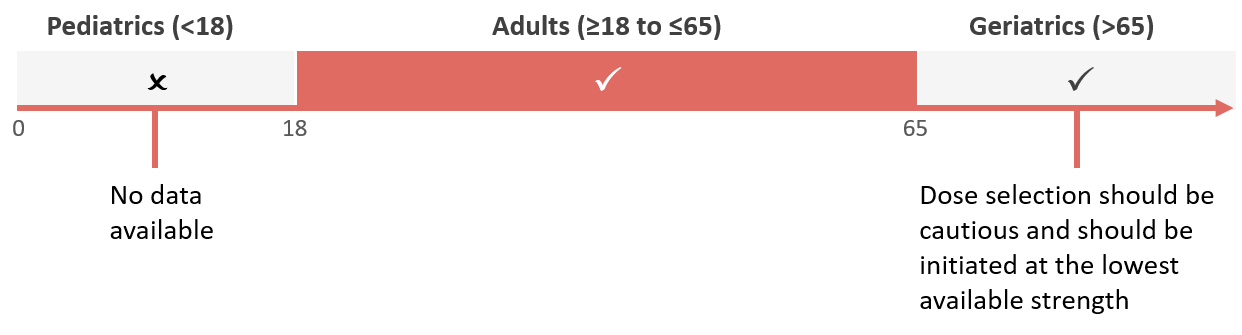 Pediatrics (<18)
Adults (≥18 to ≤65)
Geriatrics (>65)
0
18
65
No data
available
Dose selection should be
cautious and should be
initiated at the lowest
available strength